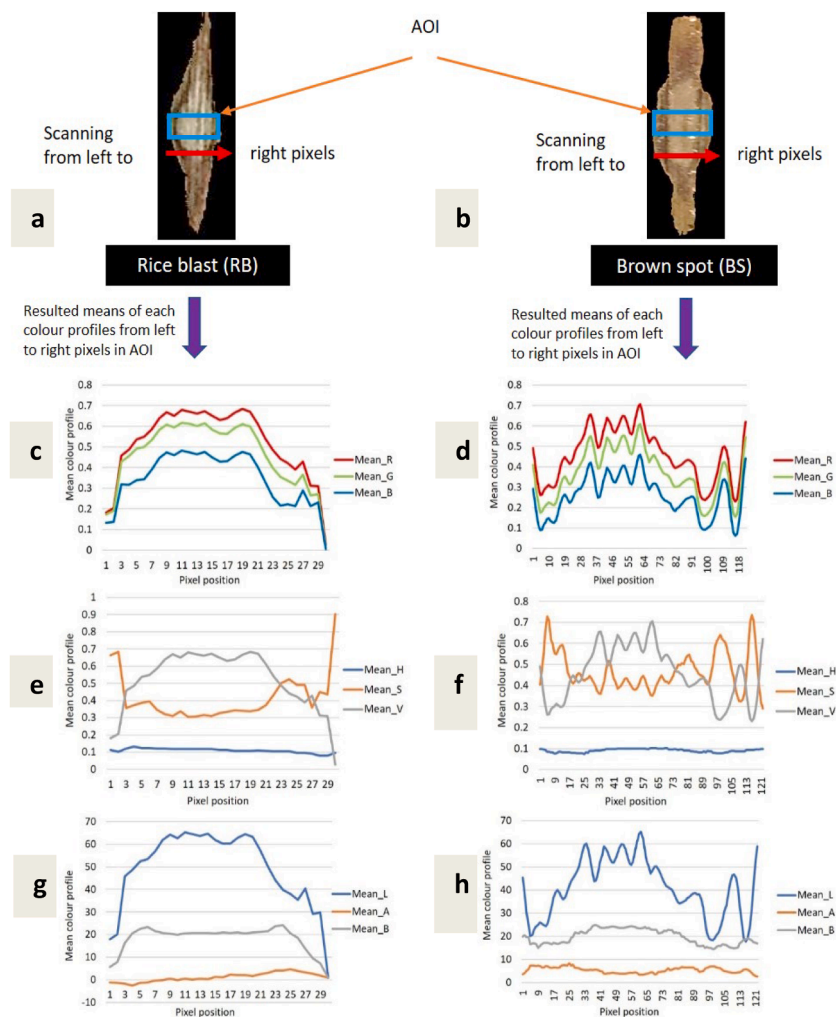 AOI
Scanning
from left to
right pixels
Scanning
from left to
right pixels
a
b
Rice blast (RB)
Brown spot (BS)
Resulted means of each
colour profiles from left
to right pixels in AOI
Resulted means of each
colour profiles from left
to right pixels in AOI
c
Mean colour profile
0.8
0.7
0.6
0.5
0.4
0.3
0.2
0.1
0
1 3 5 7 9 11 13 15 17 19 21 23 25 27 29
Pixel position
Mean_R
Mean_G
Mean_B
d
Mean colour profile
0.8
0.7
0.6
0.5
0.4
0.3
0.2
0.1
0
1 10 19 28 37 46 55 64 73 82 91 100 109 118
Pixel position
Mean_R
Mean_G
Mean_B
e
Mean colour profile
1
0.9
0.8
0.7
0.6
0.5
0.4
0.3
0.2
0.1
0
1 3 5 7 9 11 13 15 17 19 21 23 25 27 29
Pixel position
Mean_H
Mean_S
Mean_V
f
Mean colour profile
0.8
0.7
0.6
0.5
0.4
0.3
0.2
0.1
0
1 9 17 25 33 41 49 57 65 73 81 89 97 105 113 121
Pixel position
Mean_H
Mean_S
Mean_V
g
Mean colour profile
70
60
50
40
30
20
10
0
-10
1 3 5 7 9 11 13 15 17 19 21 23 25 27 29
Pixel position
Mean_L
Mean_A
Mean_B
h
Mean colour profile
70
60
50
40
30
20
10
0
1 9 17 25 33 41 49 57 65 73 81 89 97 105 113 121
Pixel position
Mean_L
Mean_A
Mean_B